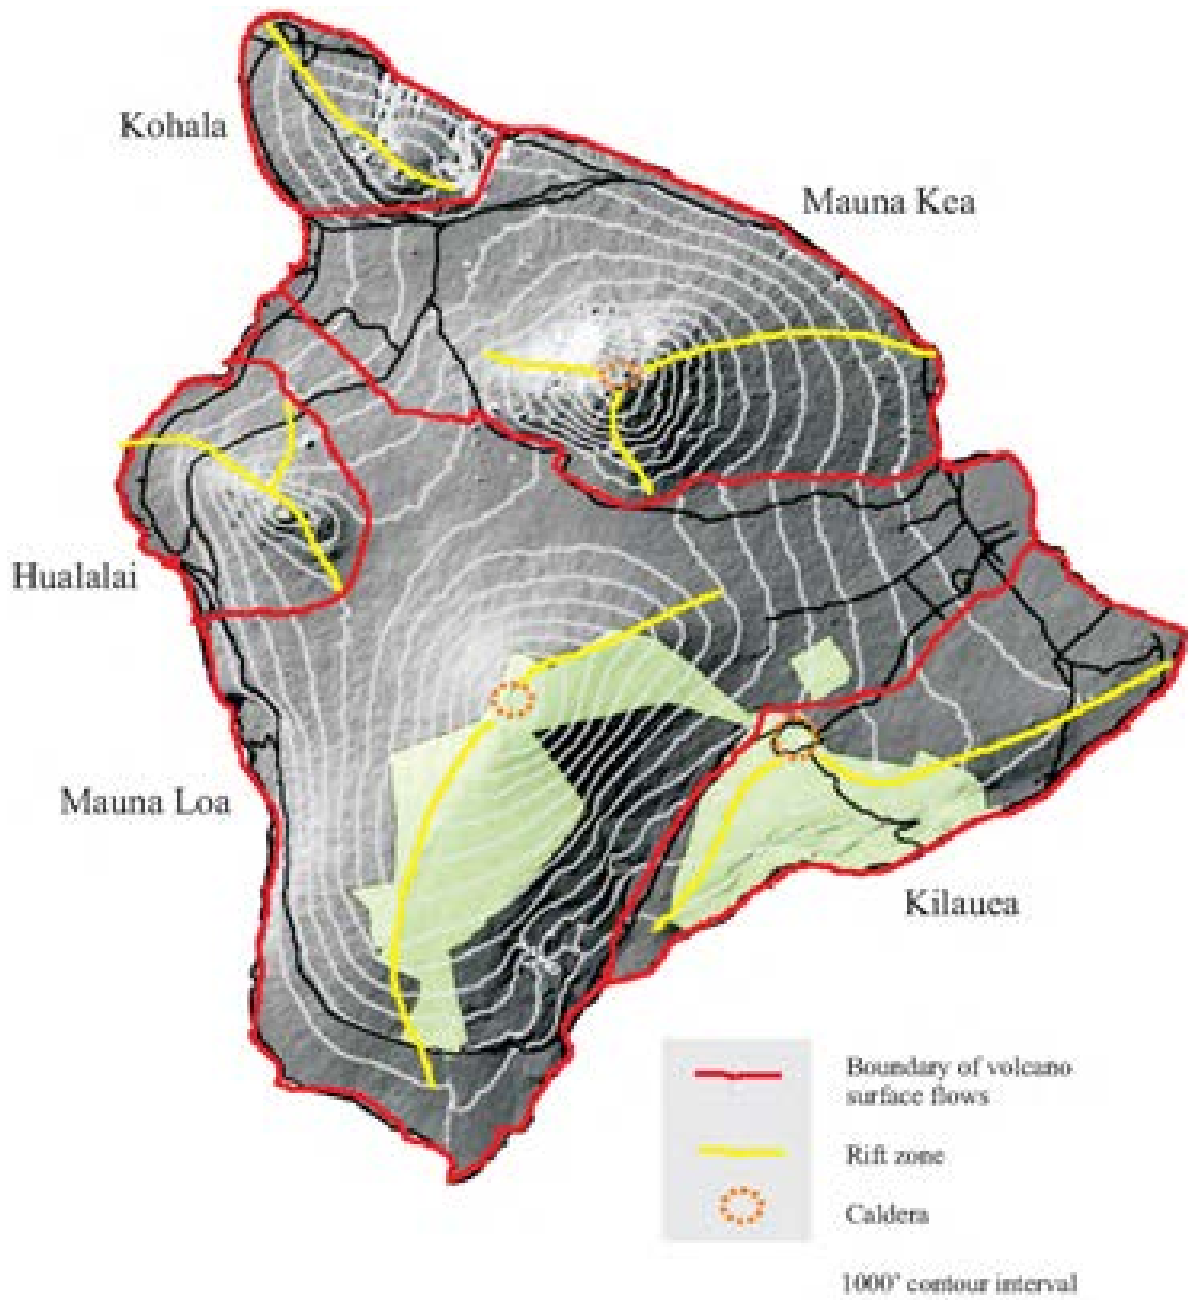 Kohala
Mauna Kea
Hualalai
Mauna Loa
Kilauea
Boundary of volcano
surface flows
Rift zone
Caldera
1000' contour interval